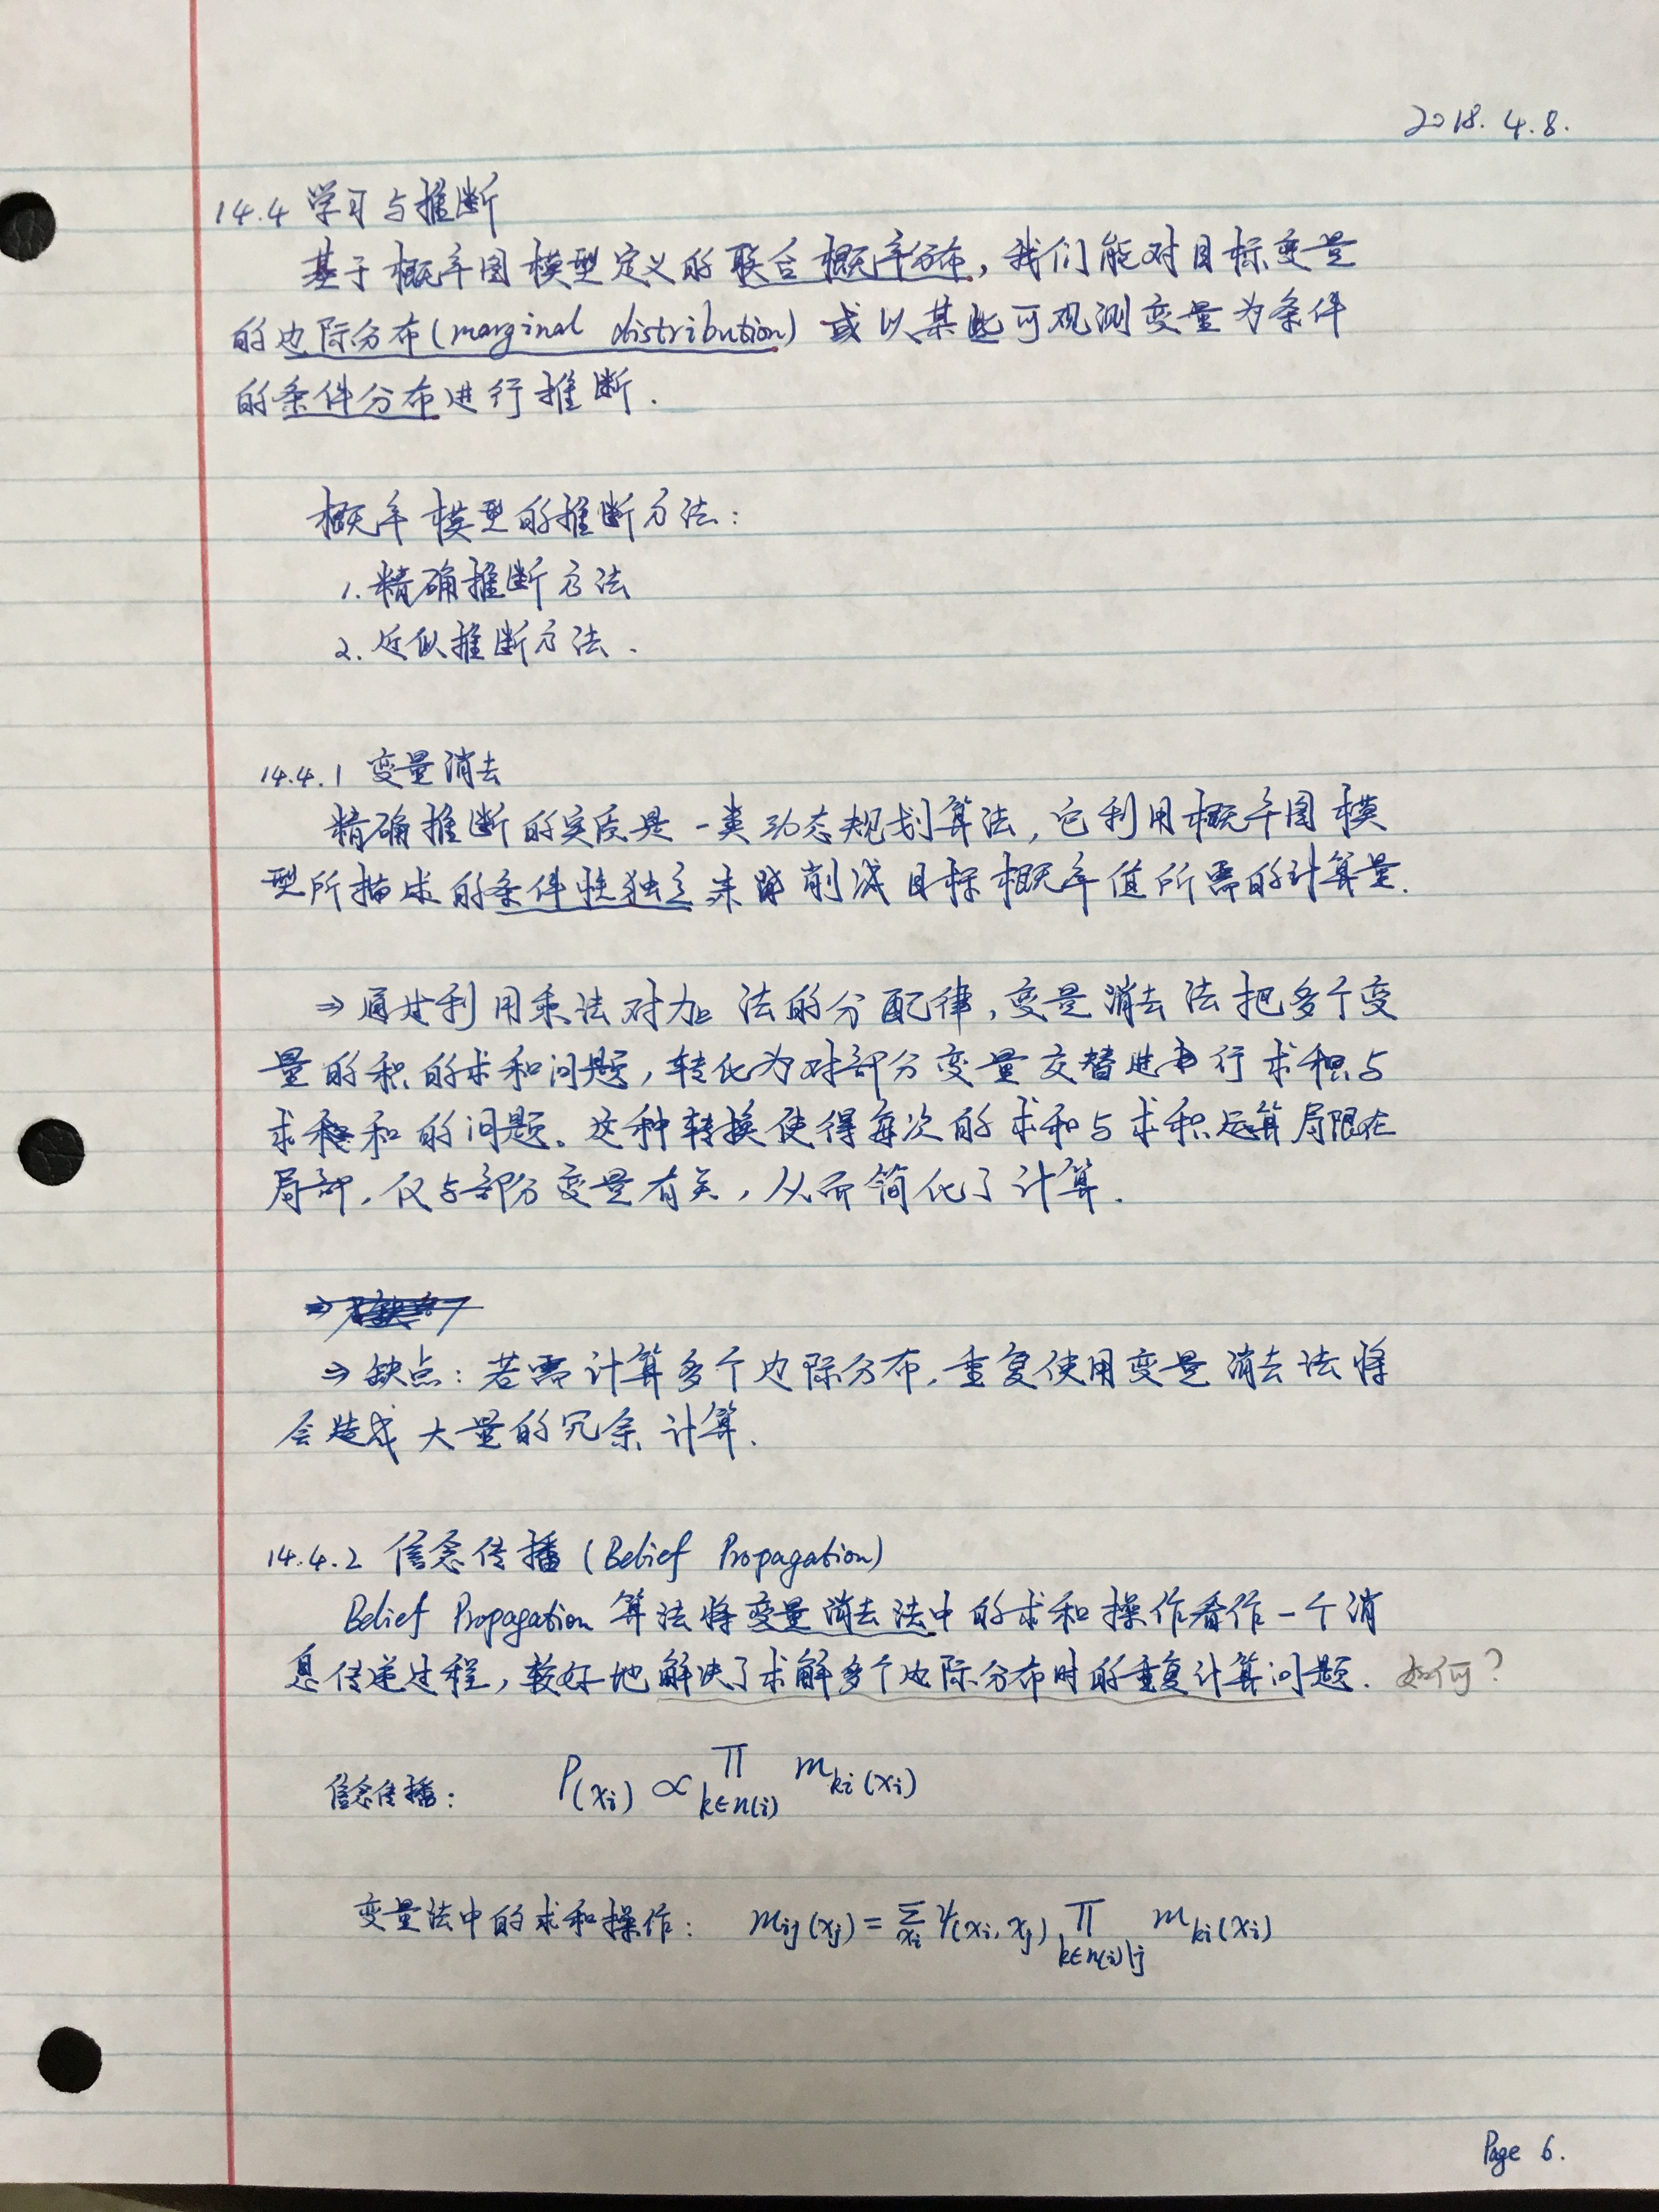 2018. 4. 8.
14.4 学习与推断
基于概率图模型定义的联合概率分布, 我们能对目标变量
的边际分布(marginal distribution) 或以某些可观测变量为条件
的条件分布进行推断.
概率模型的推断方法:
1. 精确推断方法
2. 近似推断方法.
14.4.1 变量消去
精确推断的实质是一类动态规划算法, 它利用概率图模
型所描述的条件性独立来削减目标概率值所需的计算量.
⇒ 通过利用乘法对加法的分配律, 变量消去法把多个变
量的积的求和问题, 转化为对部分变量交替进行求积与
求和的问题。这种转换使得每次的求和与求积运算局限在
局部, 仅与部分变量有关, 从而简化了计算.
⇒ 缺点: 若需计算多个边际分布, 重复使用变量消去法将
会造成大量的冗余计算.
14.4.2 信念传播 (Belief Propagation)
Belief Propagation 算法将变量消去法中的求和操作看作一个消
息传递过程, 较好地解决了求解多个边际分布时的重复计算问题. 如何?
信念传播: P(xi) ∝ ∏_{k∈n(i)} m_{ki}(xi)
变量法中的求和操作: m_{ij}(xj) = Σ_{xi} ψ(xi, xj) ∏_{k∈n(i)\j} m_{ki}(xi)
Page 6.